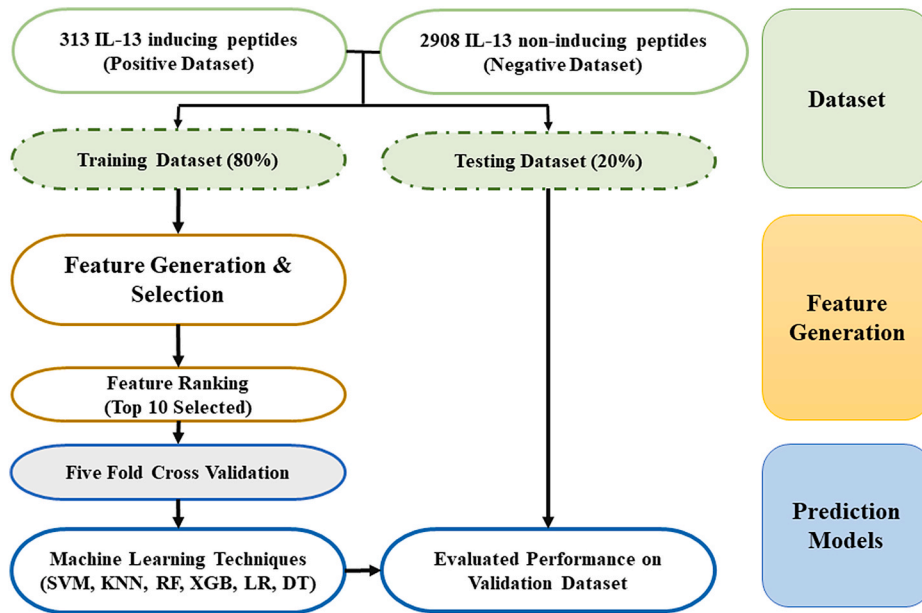 313 IL-13 inducing peptides
(Positive Dataset)
2908 IL-13 non-inducing peptides
(Negative Dataset)
Dataset
Training Dataset (80%)
Testing Dataset (20%)
Feature Generation &
Selection
Feature
Generation
Feature Ranking
(Top 10 Selected)
Five Fold Cross Validation
Prediction
Models
Machine Learning Techniques
(SVM, KNN, RF, XGB, LR, DT)
Evaluated Performance on
Validation Dataset